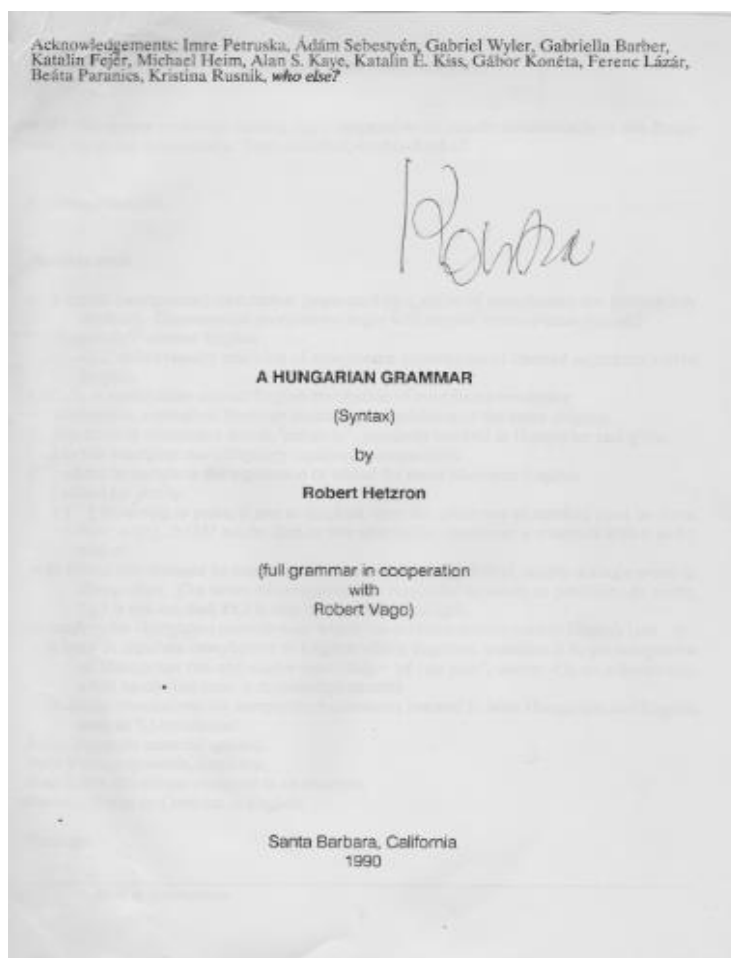 Acknowledgements: Imre Petruska, Ádám Sebestyén, Gabriel Wyler, Gabriella Barber,
Katalin Fejér, Michael Heim, Alan S. Kaye, Katalin É. Kiss, Gábor Konéta, Ferenc Lázár,
Beáta Paranics, Kristina Rusnik, who else?
A HUNGARIAN GRAMMAR
(Syntax)
by
Robert Hetzron
(full grammar in cooperation
with
Robert Vago)
Santa Barbara, California
1990